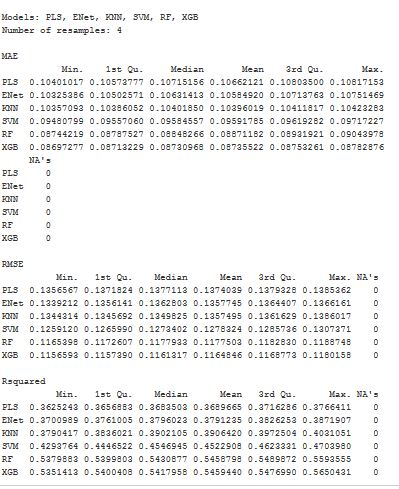 Models: PLS, ENet, KNN, SVM, RF, XGB
Number of resamples: 4
MAE
Min. 1st Qu. Median Mean 3rd Qu. Max.
PLS 0.10401017 0.10573777 0.10715156 0.10662121 0.10803500 0.10817153
ENet 0.10325386 0.10502571 0.10631413 0.10584920 0.10713763 0.10751469
KNN 0.10357093 0.10386052 0.10401850 0.10396019 0.10411817 0.10423283
SVM 0.09480799 0.09557060 0.09584557 0.09591785 0.09619282 0.09717227
RF 0.08744219 0.08787527 0.08848266 0.08871182 0.08931921 0.09043978
XGB 0.08697277 0.08713229 0.08730968 0.08735522 0.08753261 0.08782876
NA's
PLS 0
ENet 0
KNN 0
SVM 0
RF 0
XGB 0
RMSE
Min. 1st Qu. Median Mean 3rd Qu. Max. NA's
PLS 0.1356567 0.1371824 0.1377113 0.1374039 0.1379328 0.1385362 0
ENet 0.1339212 0.1356141 0.1362803 0.1357745 0.1364407 0.1366161 0
KNN 0.1344314 0.1345692 0.1349825 0.1357495 0.1361629 0.1386017 0
SVM 0.1259120 0.1265990 0.1273402 0.1278324 0.1285736 0.1307371 0
RF 0.1165398 0.1172607 0.1177933 0.1177503 0.1182830 0.1188748 0
XGB 0.1156593 0.1157390 0.1161317 0.1164846 0.1168773 0.1180158 0
Rsquared
Min. 1st Qu. Median Mean 3rd Qu. Max. NA's
PLS 0.3625243 0.3656883 0.3683503 0.3689665 0.3716286 0.3766411 0
ENet 0.3700989 0.3761005 0.3796023 0.3791235 0.3826253 0.3871907 0
KNN 0.3790417 0.3836021 0.3902105 0.3906420 0.3972504 0.4031051 0
SVM 0.4293764 0.4446522 0.4546945 0.4522908 0.4623331 0.4703980 0
RF 0.5379883 0.5399803 0.5430877 0.5458798 0.5489872 0.5593555 0
XGB 0.5351413 0.5400408 0.5417958 0.5459440 0.5476990 0.5650431 0